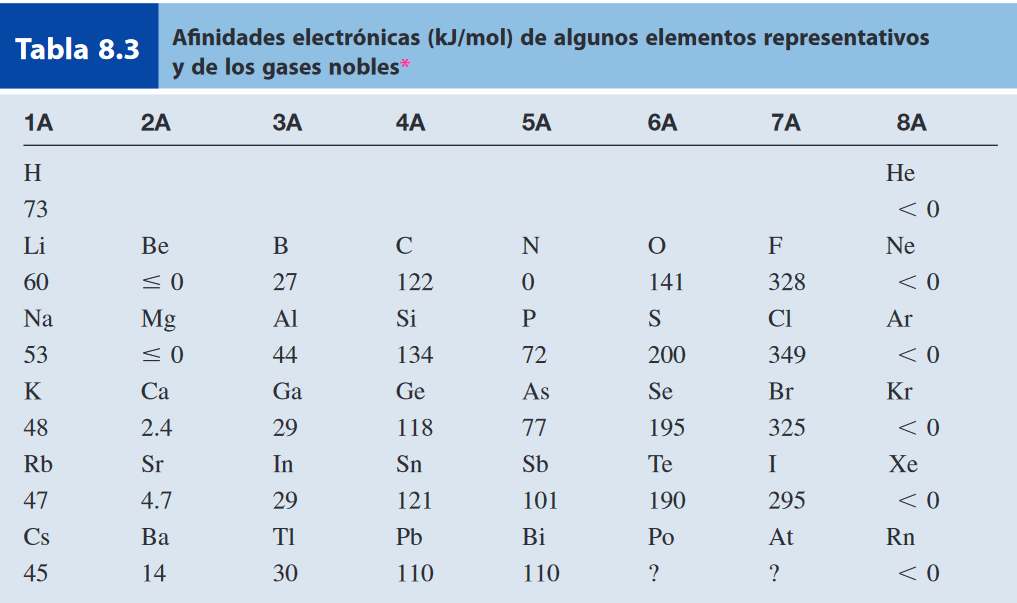 Tabla 8.3
Afinidades electrónicas (kJ/mol) de algunos elementos representativos
y de los gases nobles*
1A 2A 3A 4A 5A 6A 7A 8A
H He
73 < 0
Li Be B C N O F Ne
60 ≤ 0 27 122 0 141 328 < 0
Na Mg Al Si P S Cl Ar
53 ≤ 0 44 134 72 200 349 < 0
K Ca Ga Ge As Se Br Kr
48 2.4 29 118 77 195 325 < 0
Rb Sr In Sn Sb Te I Xe
47 4.7 29 121 101 190 295 < 0
Cs Ba Tl Pb Bi Po At Rn
45 14 30 110 110 ? ? < 0